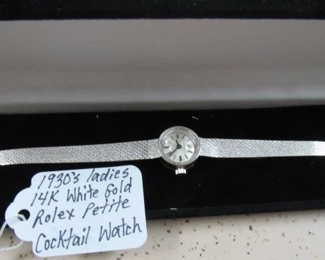 1930's ladies
14K White Gold
Rolex Petite
Cocktail Watch